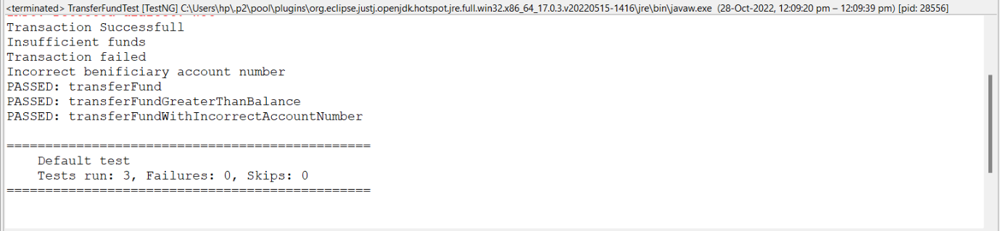 <terminated> TransferFundTest [TestNG] C:\Users\hp\.p2\pool\plugins\org.eclipse.justj.openjdk.hotspot.jre.full.win32.x86_64_17.0.3.v20220515-1416\jre\bin\javaw.exe (28-Oct-2022, 12:09:20 pm – 12:09:39 pm) [pid: 28556]
Transaction Successfull
Insufficient funds
Transaction failed
Incorrect benificiary account number
PASSED: transferFund
PASSED: transferFundGreaterThanBalance
PASSED: transferFundWithIncorrectAccountNumber
===============================================
Default test
Tests run: 3, Failures: 0, Skips: 0
===============================================